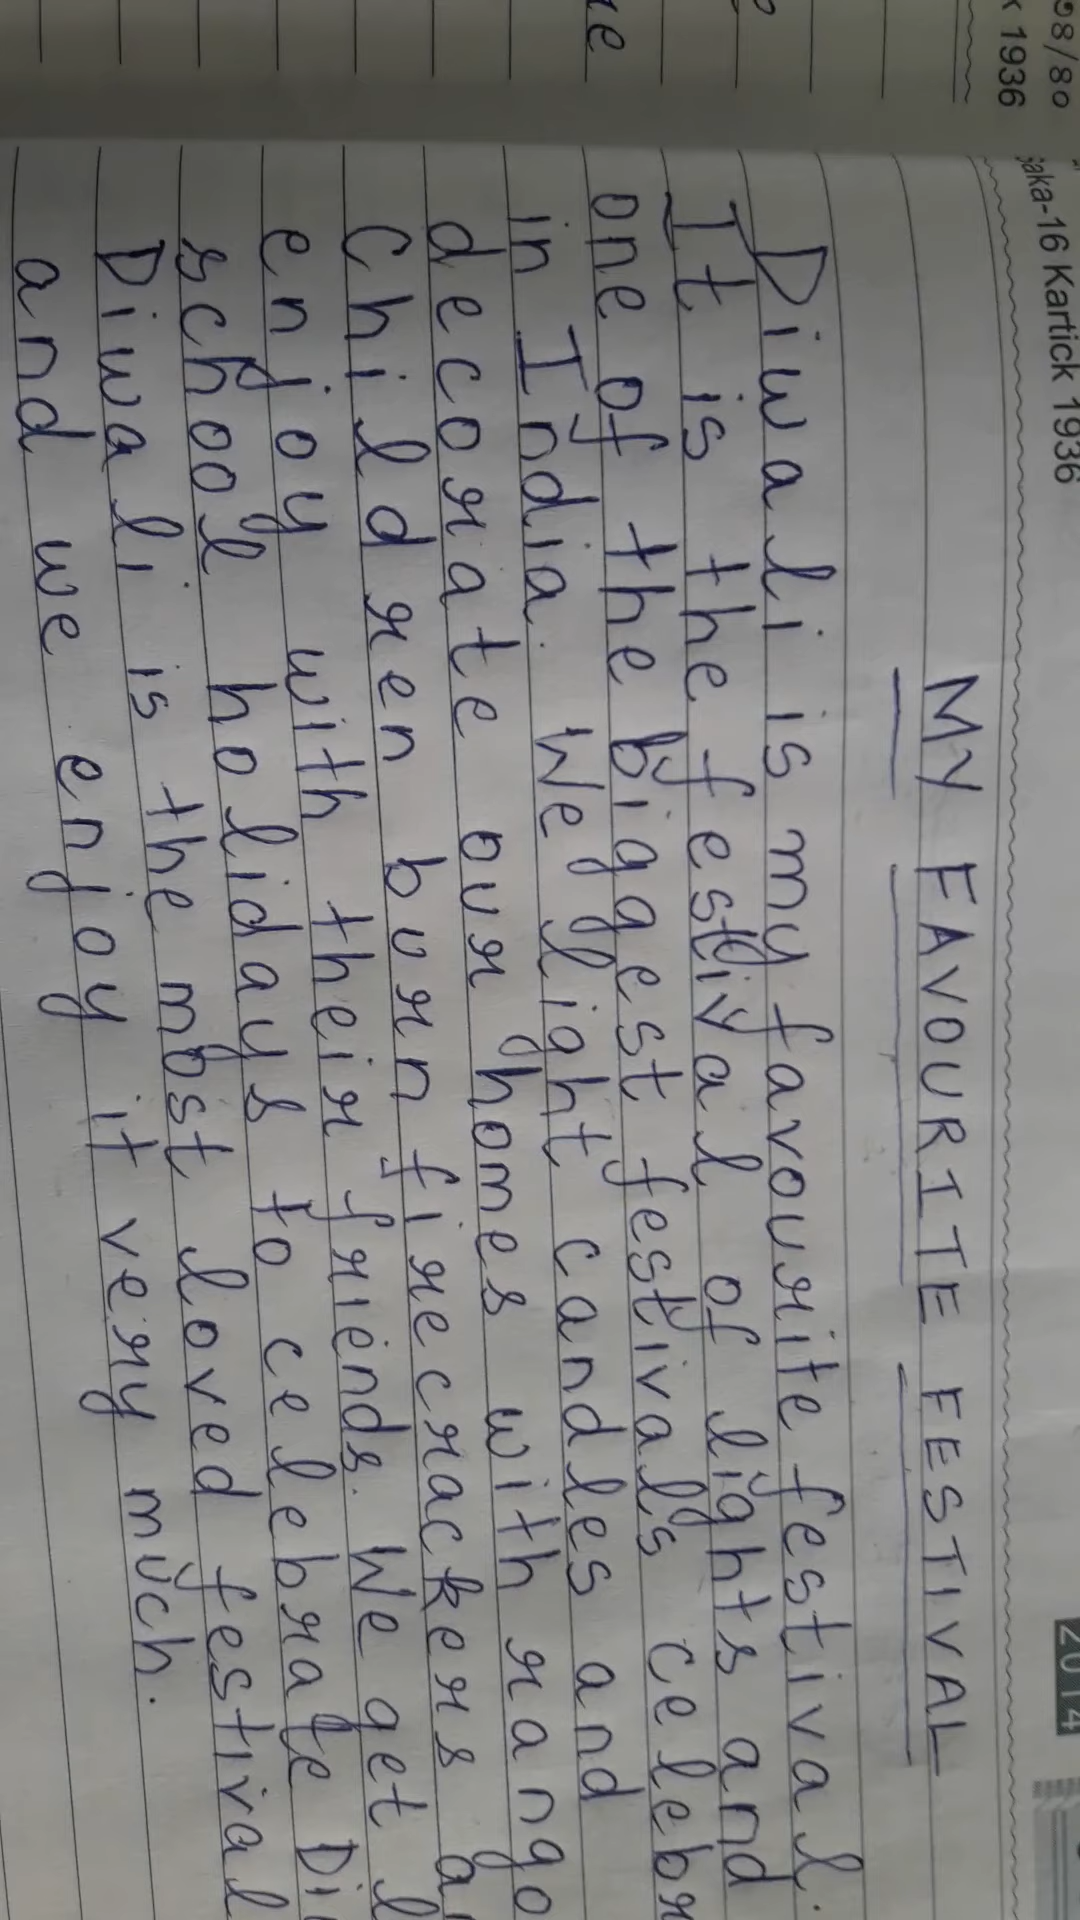 98/80
k 1936
Saka-16 Kartick 1936
2014
MY FAVOURITE FESTIVAL
Diwali is my favourite festival.
It is the festival of lights and
one of the biggest festivals celebr
in India. We light candles and
decorate our homes with rango
Children burn firecrackers a
enjoy with their friends. We get l
school holidays to celebrate Di
Diwali is the most loved festival
and we enjoy it very much.